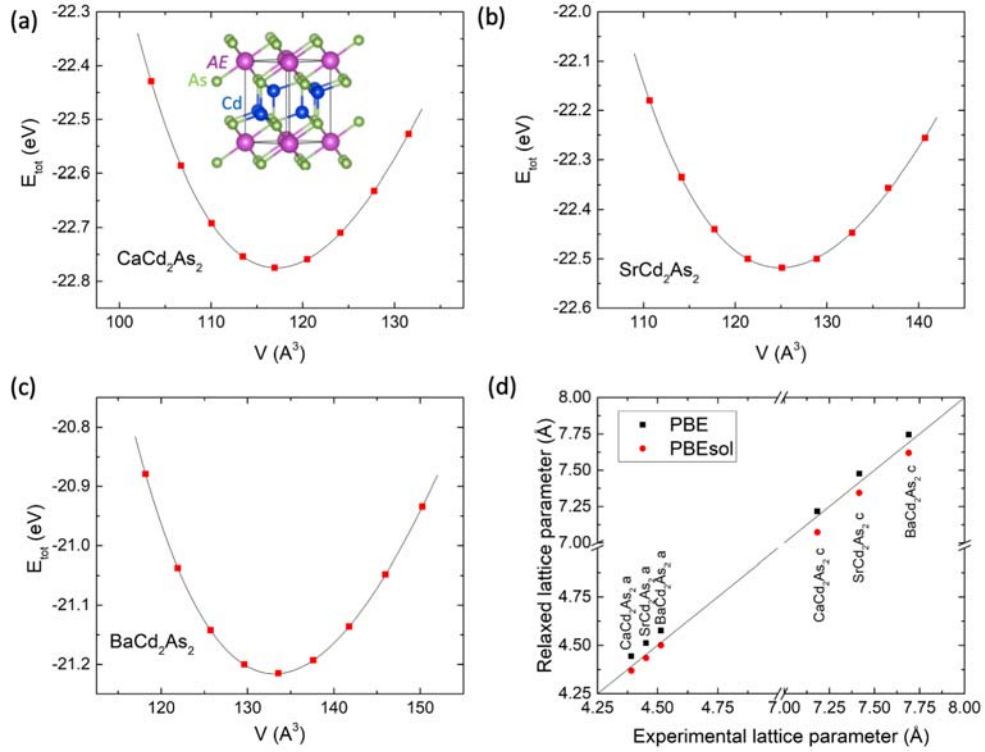 (a)
-22.3
-22.4
-22.5
-22.6
-22.7
-22.8
E_tot (eV)
AE
As
Cd
CaCd₂As₂
100 110 120 130
V (A³)
(b)
-22.0
-22.1
-22.2
-22.3
-22.4
-22.5
-22.6
E_tot (eV)
SrCd₂As₂
110 120 130 140
V (A³)
(c)
-20.8
-20.9
-21.0
-21.1
-21.2
E_tot (eV)
BaCd₂As₂
120 130 140 150
V (A³)
(d)
8.00
7.75
7.50
7.25
7.00
4.75
4.50
4.25
Relaxed lattice parameter (Å)
PBE
PBEsol
CaCd₂As₂ a
SrCd₂As₂ a
BaCd₂As₂ a
CaCd₂As₂ c
SrCd₂As₂ c
BaCd₂As₂ c
4.25 4.50 7.00 7.25 7.50 7.75 8.00
Experimental lattice parameter (Å)